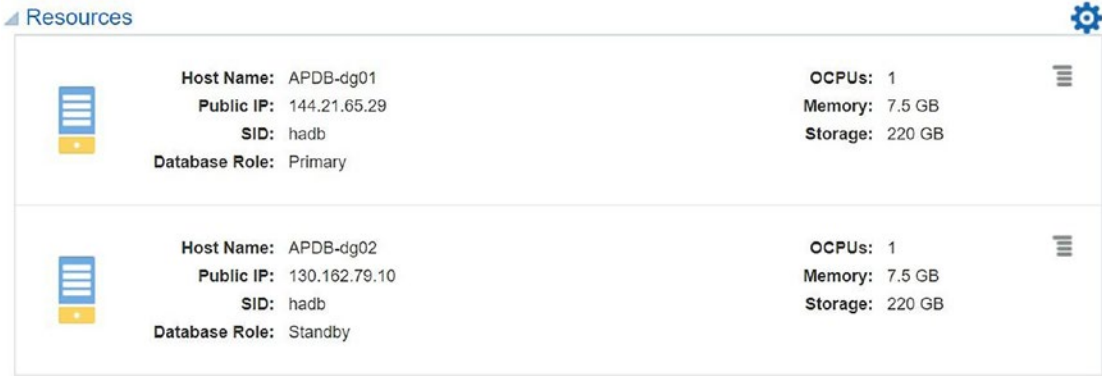 Resources
Host Name: APDB-dg01 OCPUs: 1
Public IP: 144.21.65.29 Memory: 7.5 GB
SID: hadb Storage: 220 GB
Database Role: Primary
Host Name: APDB-dg02 OCPUs: 1
Public IP: 130.162.79.10 Memory: 7.5 GB
SID: hadb Storage: 220 GB
Database Role: Standby